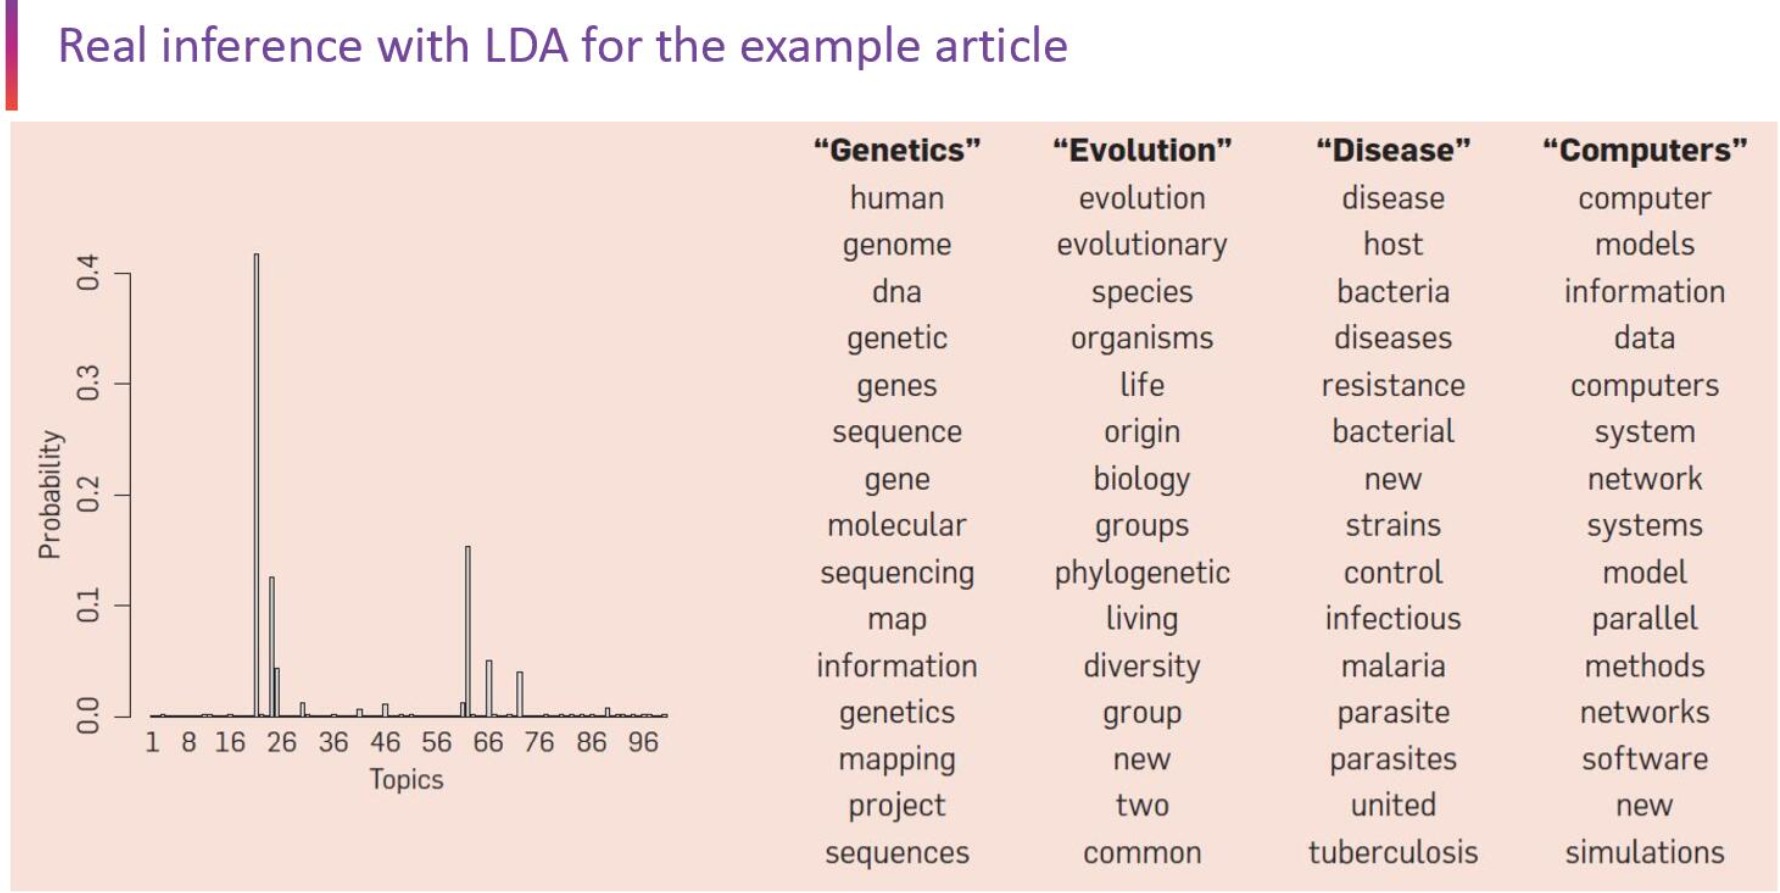 Real inference with LDA for the example article
Probability
0.4
0.3
0.2
0.1
0.0
1 8 16 26 36 46 56 66 76 86 96
Topics
“Genetics” “Evolution” “Disease” “Computers”
human evolution disease computer
genome evolutionary host models
dna species bacteria information
genetic organisms diseases data
genes life resistance computers
sequence origin bacterial system
gene biology new network
molecular groups strains systems
sequencing phylogenetic control model
map living infectious parallel
information diversity malaria methods
genetics group parasite networks
mapping new parasites software
project two united new
sequences common tuberculosis simulations